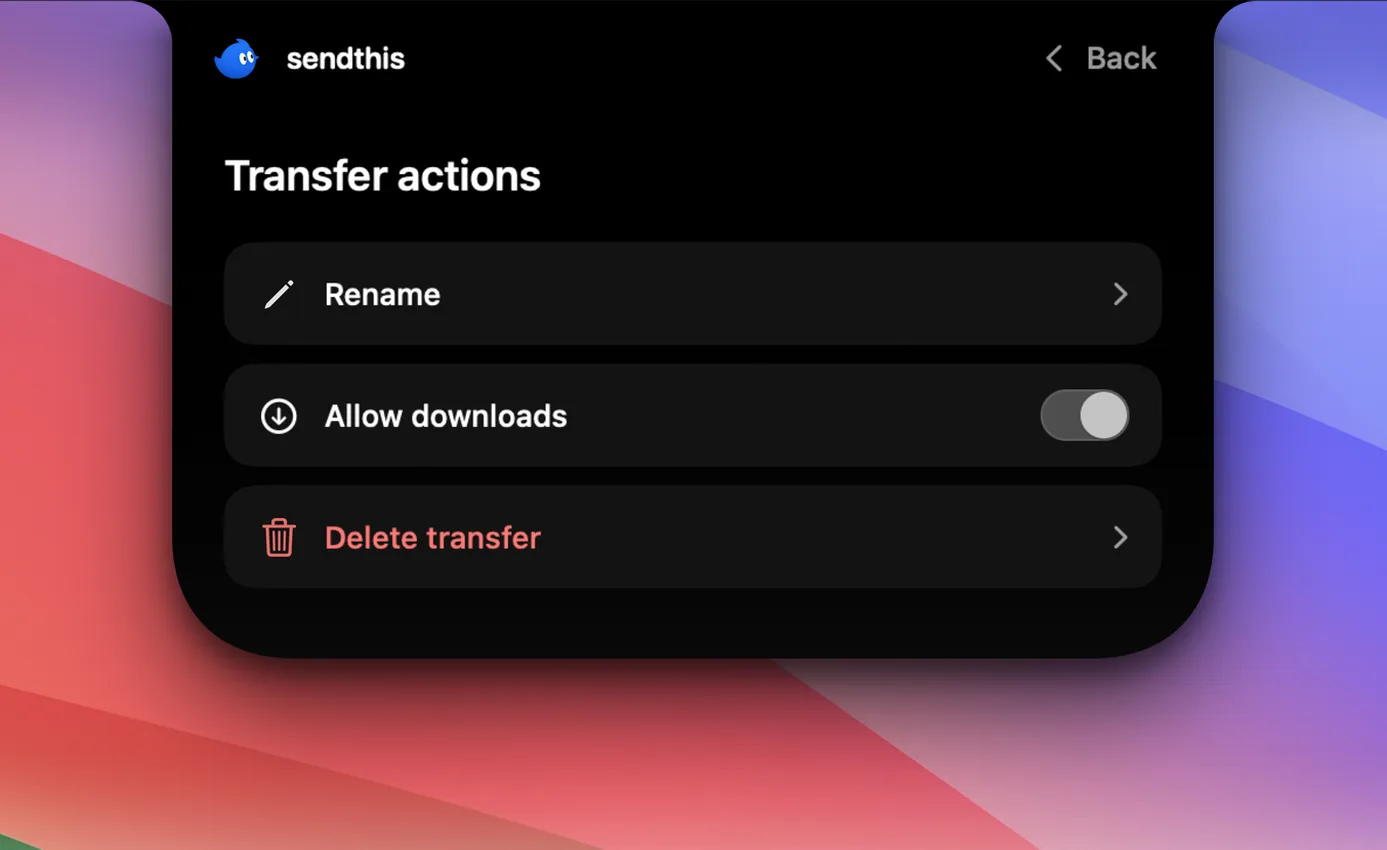 sendthis
Back
Transfer actions
Rename
Allow downloads
Delete transfer